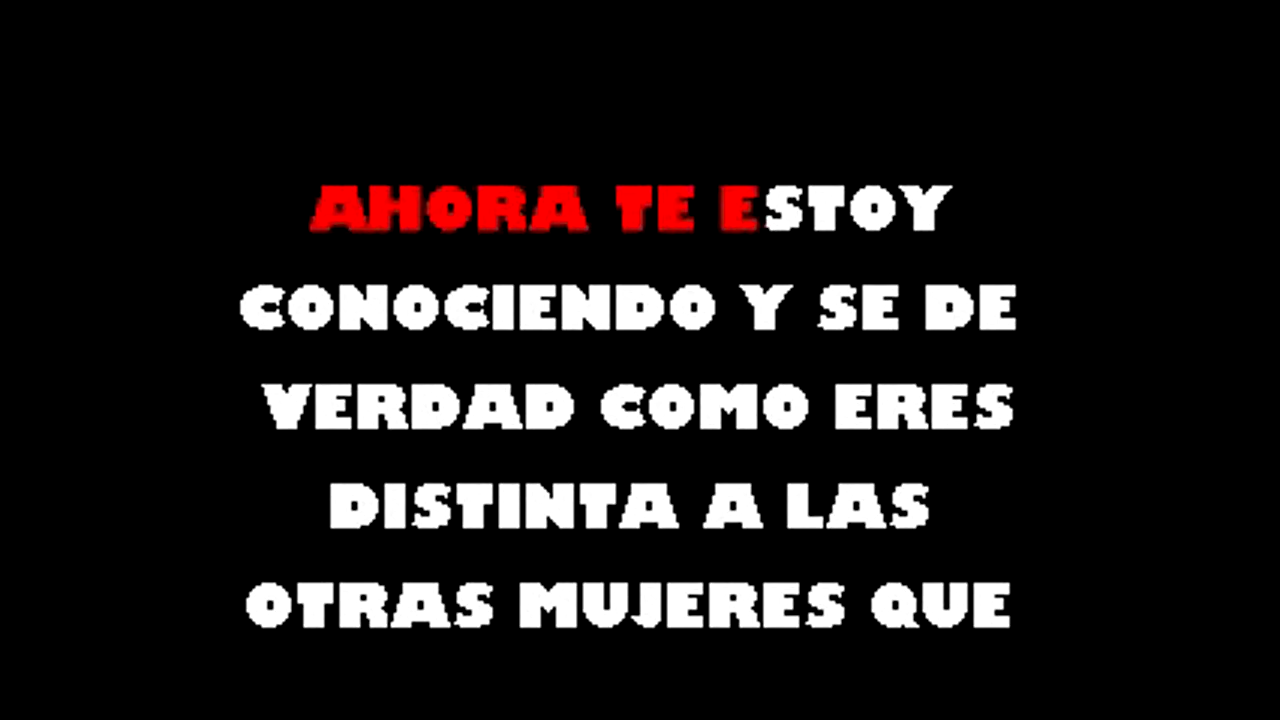 AHORA TE ESTOY
CONOCIENDO Y SE DE
VERDAD COMO ERES
DISTINTA A LAS
OTRAS MUJERES QUE